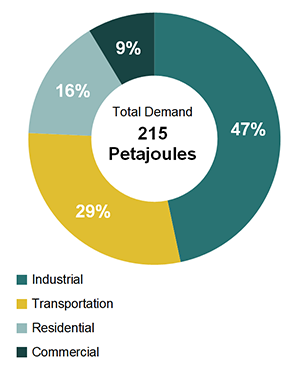 9%
16%
47%
29%
Total Demand
215
Petajoules
Industrial
Transportation
Residential
Commercial